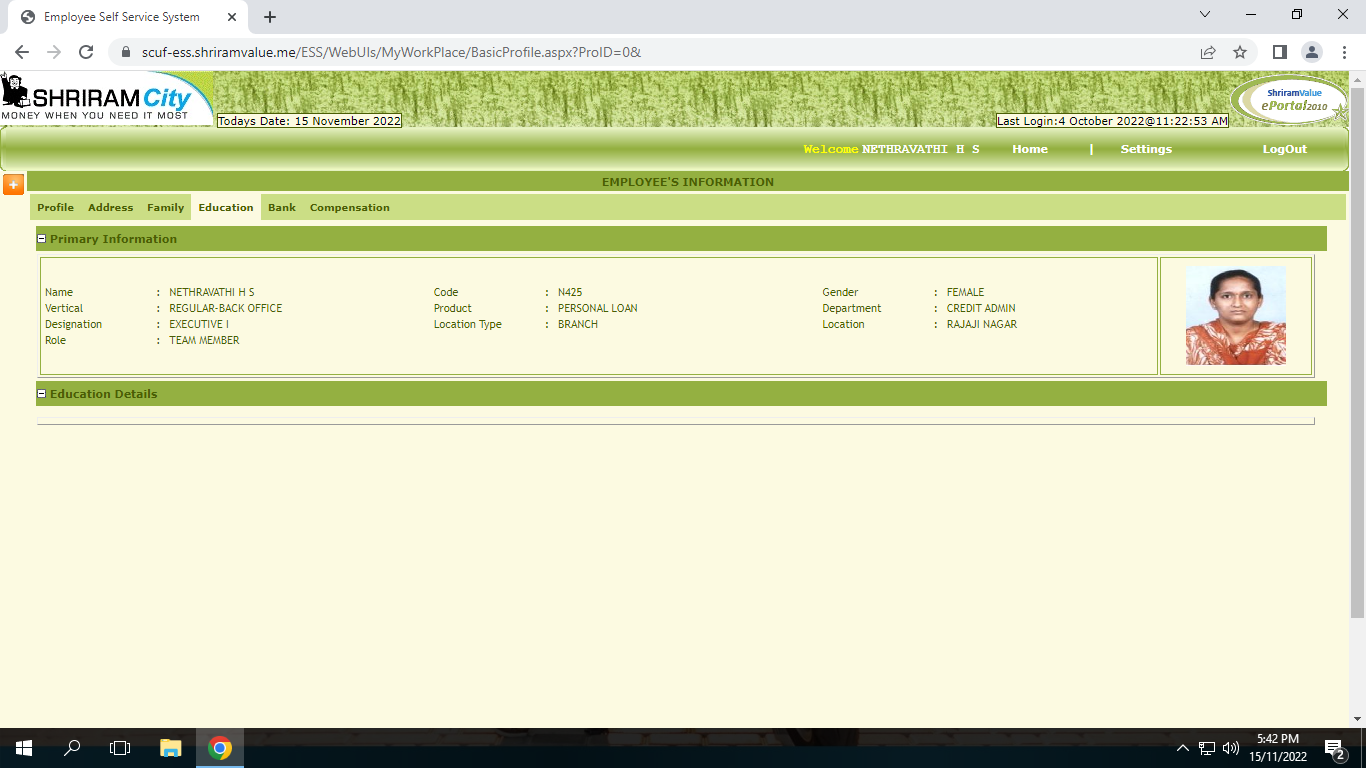 Employee Self Service System
scuf-ess.shriramvalue.me/ESS/WebUIs/MyWorkPlace/BasicProfile.aspx?ProID=0&
SHRIRAM City
MONEY WHEN YOU NEED IT MOST
Todays Date: 15 November 2022
Last Login:4 October 2022@11:22:53 AM
ShriramValue
ePortal2010
Welcome NETHRAVATHI H S Home | Settings LogOut
EMPLOYEE'S INFORMATION
Profile Address Family Education Bank Compensation
Primary Information
Name : NETHRAVATHI H S Code : N425 Gender : FEMALE
Vertical : REGULAR-BACK OFFICE Product : PERSONAL LOAN Department : CREDIT ADMIN
Designation : EXECUTIVE I Location Type : BRANCH Location : RAJAJI NAGAR
Role : TEAM MEMBER
Education Details
5:42 PM
15/11/2022
2